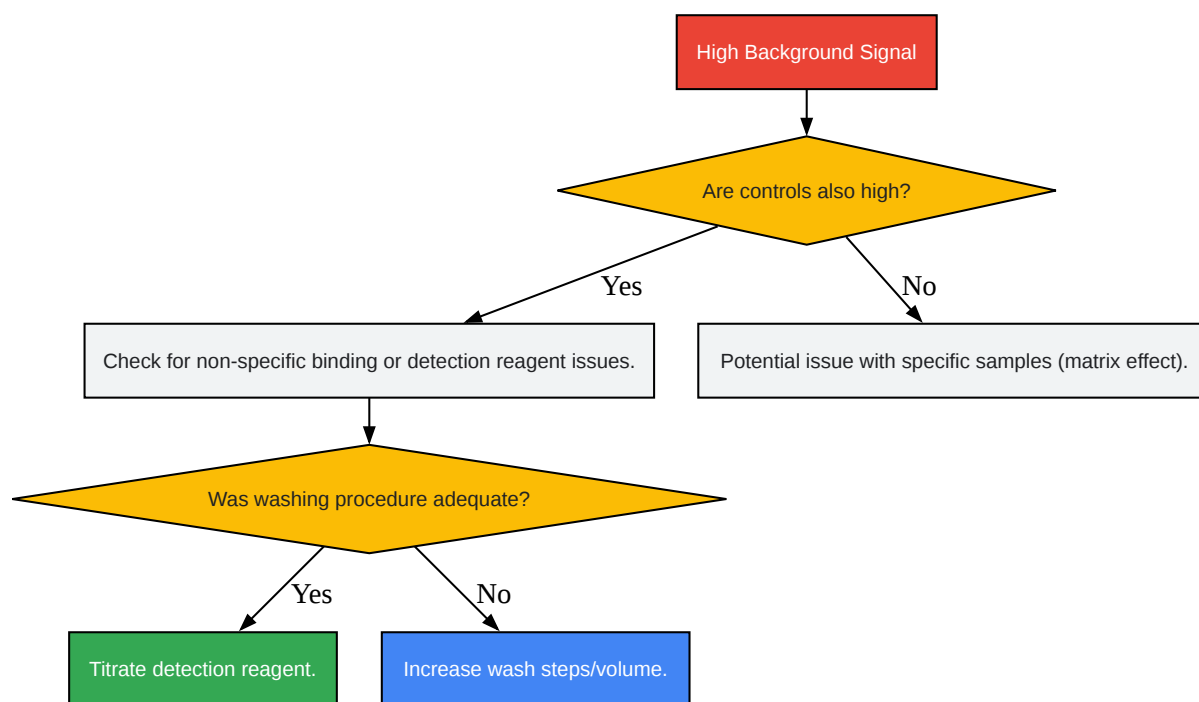 High Background Signal
Are controls also high?
Yes
No
Check for non-specific binding or detection reagent issues.
Potential issue with specific samples (matrix effect).
Was washing procedure adequate?
Yes
No
Titrate detection reagent.
Increase wash steps/volume.